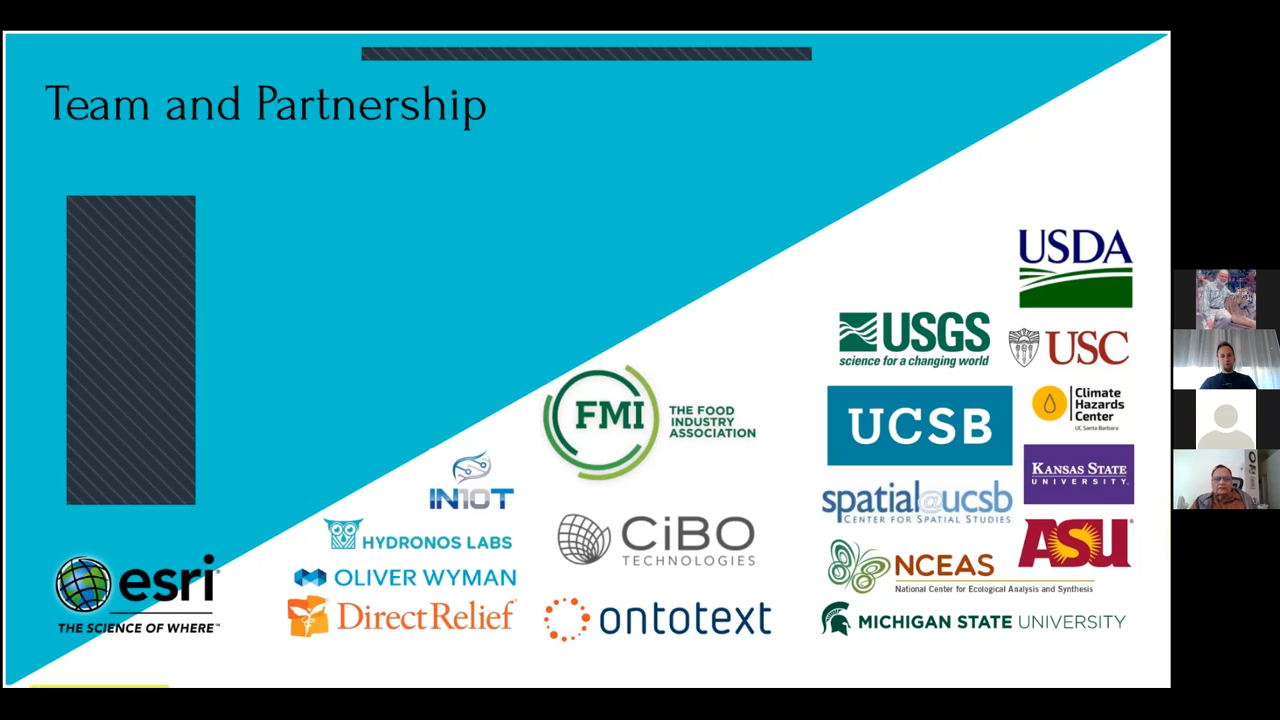 Team and Partnership
USDA
USGS
science for a changing world
USC
FMI
THE FOOD
INDUSTRY
ASSOCIATION
UCSB
Climate
Hazards
Center
UC Santa Barbara
IN10T
KANSAS STATE
UNIVERSITY.
spatial@ucsb
CENTER FOR SPATIAL STUDIES
HYDRONOS LABS
CiBO
TECHNOLOGIES
ASU
NCEAS
National Center for Ecological Analysis and Synthesis
esri
THE SCIENCE OF WHERE™
OLIVER WYMAN
DirectRelief
ontotext
MICHIGAN STATE UNIVERSITY